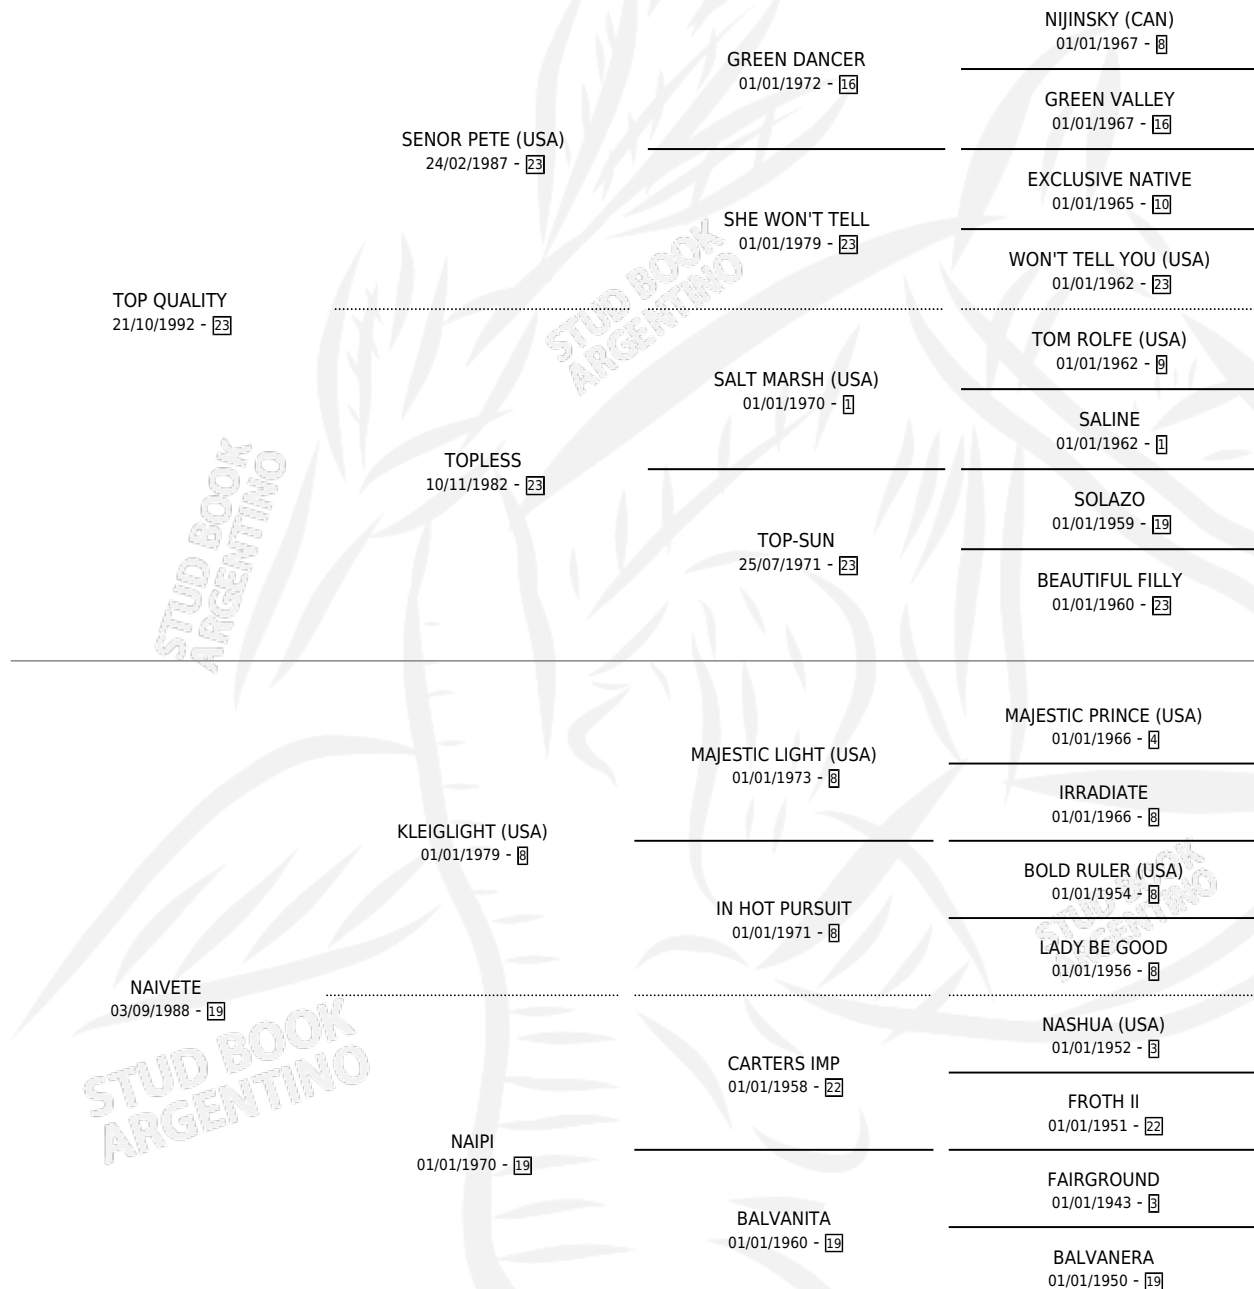 NIJINSKY (CAN)
01/01/1967 - 8
GREEN DANCER
01/01/1972 - 16
GREEN VALLEY
01/01/1967 - 16
SENOR PETE (USA)
24/02/1987 - 23
EXCLUSIVE NATIVE
01/01/1965 - 10
SHE WON'T TELL
01/01/1979 - 23
WON'T TELL YOU (USA)
01/01/1962 - 23
TOP QUALITY
21/10/1992 - 23
TOM ROLFE (USA)
01/01/1962 - 9
SALT MARSH (USA)
01/01/1970 - 1
SALINE
01/01/1962 - 1
TOPLESS
10/11/1982 - 23
SOLAZO
01/01/1959 - 19
TOP-SUN
25/07/1971 - 23
BEAUTIFUL FILLY
01/01/1960 - 23
MAJESTIC PRINCE (USA)
01/01/1966 - 4
MAJESTIC LIGHT (USA)
01/01/1973 - 8
IRRADIATE
01/01/1966 - 8
KLEIGLIGHT (USA)
01/01/1979 - 8
BOLD RULER (USA)
01/01/1954 - 8
IN HOT PURSUIT
01/01/1971 - 8
LADY BE GOOD
01/01/1956 - 8
NAIVETE
03/09/1988 - 19
NASHUA (USA)
01/01/1952 - 3
CARTERS IMP
01/01/1958 - 22
FROTH II
01/01/1951 - 22
NAIPI
01/01/1970 - 19
FAIRGROUND
01/01/1943 - 3
BALVANITA
01/01/1960 - 19
BALVANERA
01/01/1950 - 19
STUD BOOK
ARGENTINO
STUD BOOK
ARGENTINO
STUD BOOK
ARGENTINO
STUD BOOK
ARGENTINO